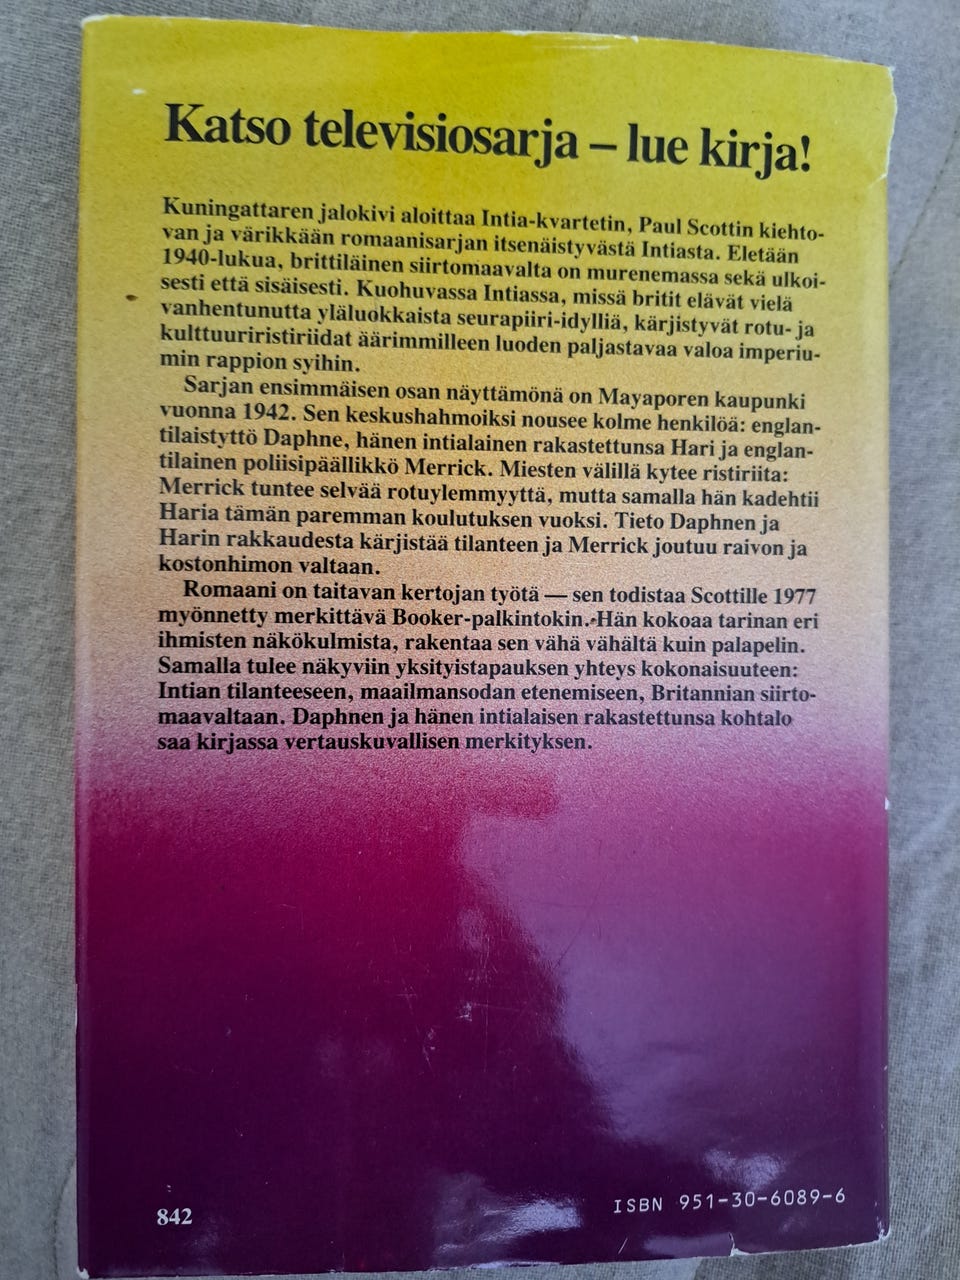 Katso televisiosarja – lue kirja!
Kuningattaren jalokivi aloittaa Intia-kvartetin, Paul Scottin kiehto-
van ja värikkään romaanisarjan itsenäistyvästä Intiasta. Eletään
1940-lukua, brittiläinen siirtomaavalta on murenemassa sekä ulkoi-
sesti että sisäisesti. Kuohuvassa Intiassa, missä britit elävät vielä
vanhentunutta yläluokkaista seurapiiri-idylliä, kärjistyvät rotu- ja
kulttuuriristiriidat äärimmilleen luoden paljastavaa valoa imperiu-
min rappion syihin.
Sarjan ensimmäisen osan näyttämönä on Mayaporen kaupunki
vuonna 1942. Sen keskushahmoiksi nousee kolme henkilöä: englan-
tilaistyttö Daphne, hänen intialainen rakastettunsa Hari ja englan-
tilainen poliisipäällikkö Merrick. Miesten välillä kytee ristiriita:
Merrick tuntee selvää rotuylemmyyttä, mutta samalla hän kadehtii
Haria tämän paremman koulutuksen vuoksi. Tieto Daphnen ja
Harin rakkaudesta kärjistää tilanteen ja Merrick joutuu raivon ja
kostonhimon valtaan.
Romaani on taitavan kertojan työtä — sen todistaa Scottille 1977
myönnetty merkittävä Booker-palkintokin. Hän kokoaa tarinan eri
ihmisten näkökulmista, rakentaa sen vähä vähältä kuin palapelin.
Samalla tulee näkyviin yksityistapauksen yhteys kokonaisuuteen:
Intian tilanteeseen, maailmansodan etenemiseen, Britannian siirto-
maavaltaan. Daphnen ja hänen intialaisen rakastettunsa kohtalo
saa kirjassa vertauskuvallisen merkityksen.
842
ISBN 951-30-6089-6